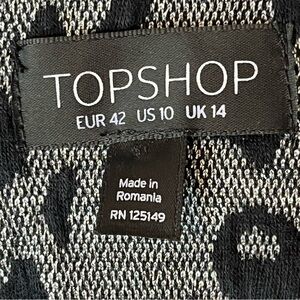 TOPSHOP
EUR 42 US 10 UK 14
Made in
Romania
RN 125149